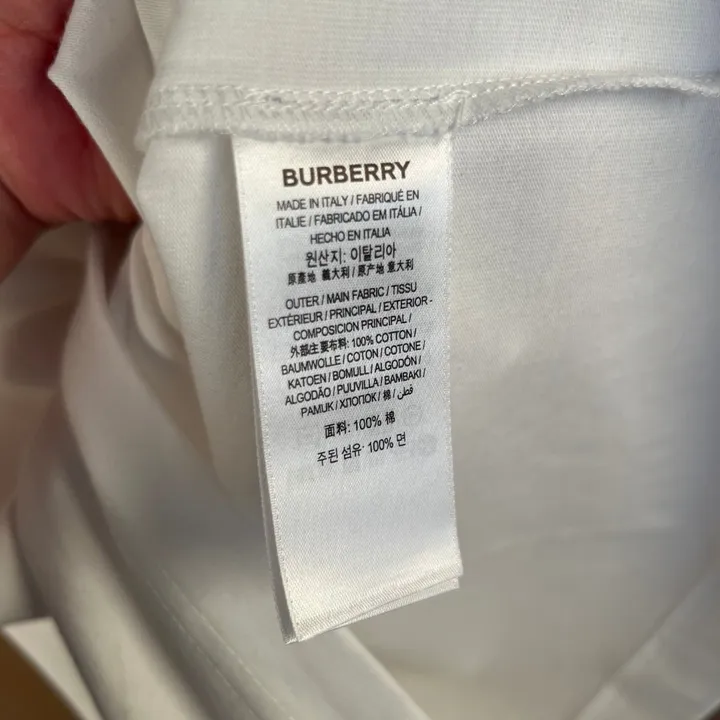 BURBERRY
MADE IN ITALY / FABRIQUÉ EN
ITALIE / FABRICADO EM ITÁLIA /
HECHO EN ITALIA
원산지: 이탈리아
原產地 義大利 / 原产地 意大利
OUTER / MAIN FABRIC / TISSU
EXTÉRIEUR / PRINCIPAL / EXTERIOR -
COMPOSICION PRINCIPAL /
外部主要布料: 100% COTTON /
BAUMWOLLE / COTON / COTONE /
KATOEN / BOMULL / ALGODÓN /
ALGODÃO / PUUVILLA / BAMBAKI /
PAMUK / ХЛОПОК / 棉 / قطن
面料: 100% 棉
주된 섬유: 100% 면